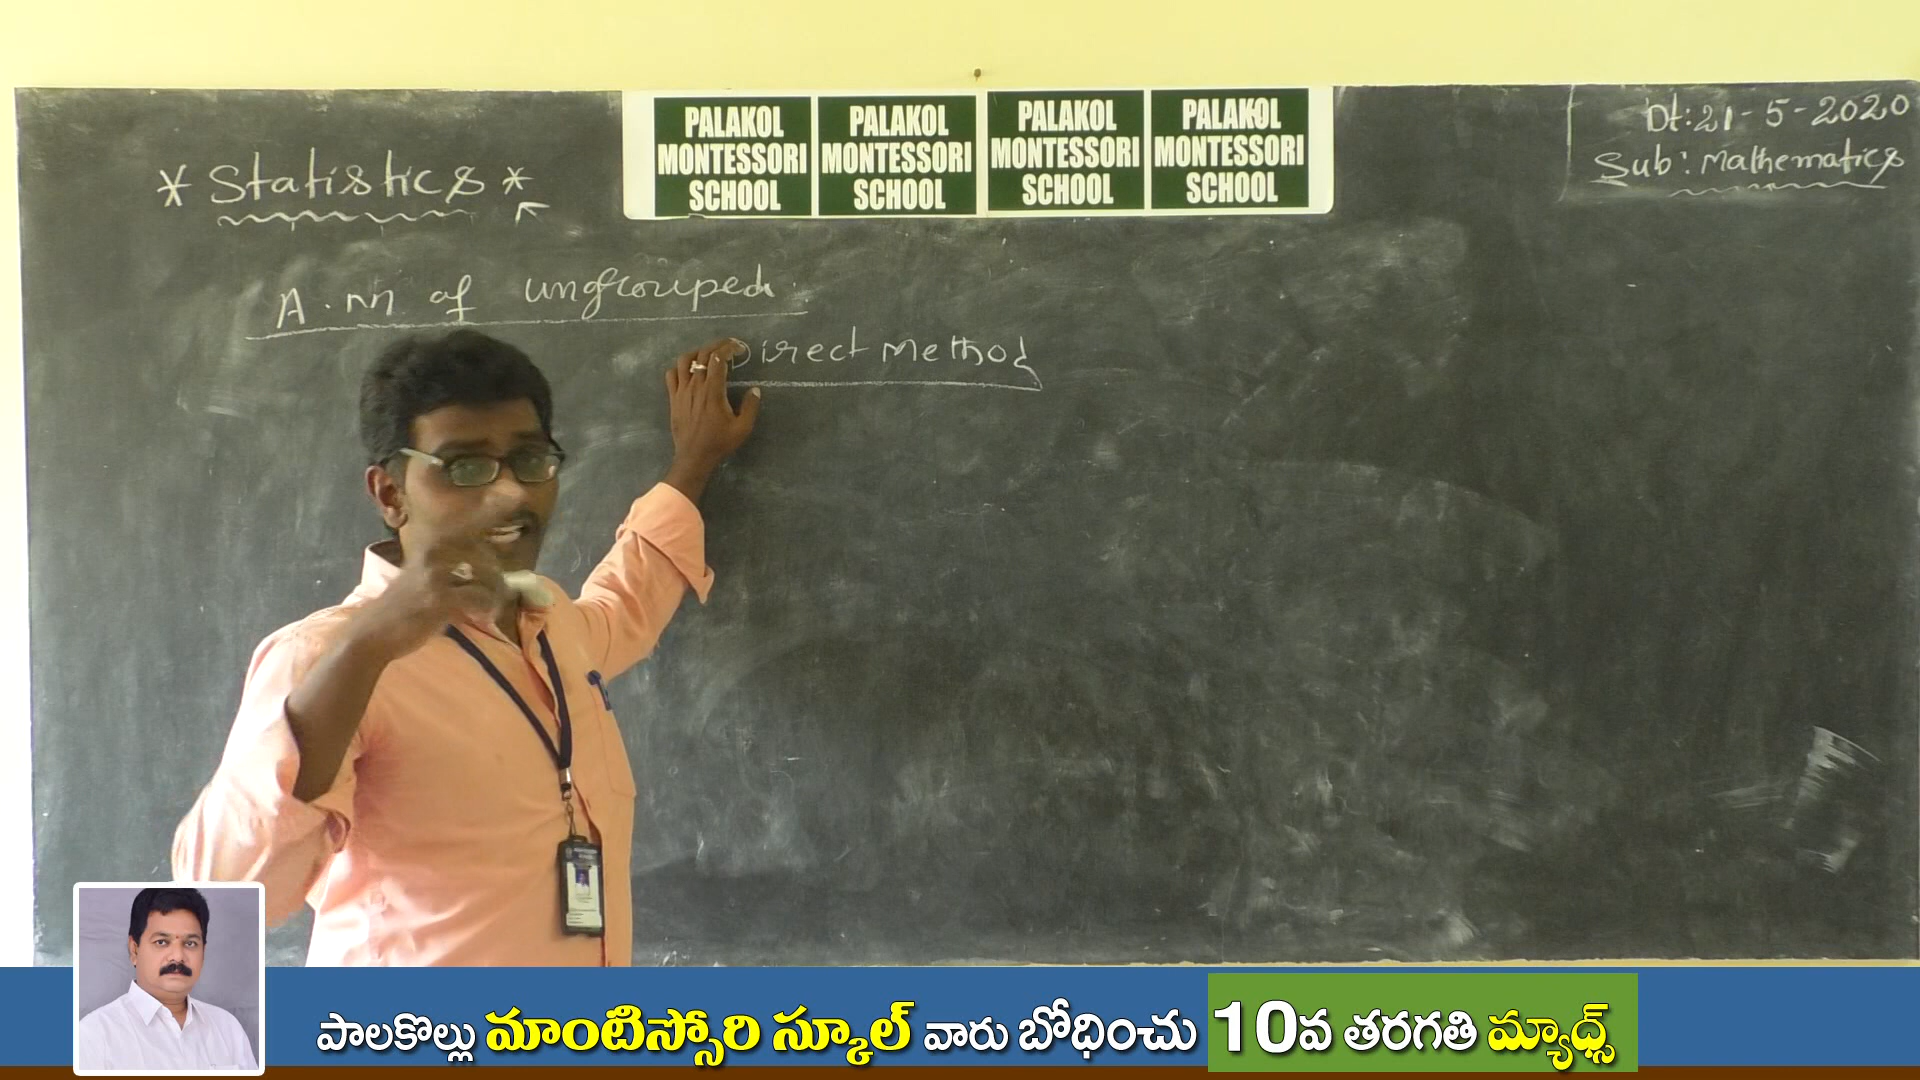 PALAKOL MONTESSORI SCHOOL
PALAKOL MONTESSORI SCHOOL
PALAKOL MONTESSORI SCHOOL
PALAKOL MONTESSORI SCHOOL
Dt:21-5-2020
Sub: Mathematics
* Statistics *
A.M of ungrouped
Direct Method
పాలకొల్లు మాంటిస్సోరి స్కూల్ వారు బోధించు 10వ తరగతి మ్యాథ్స్